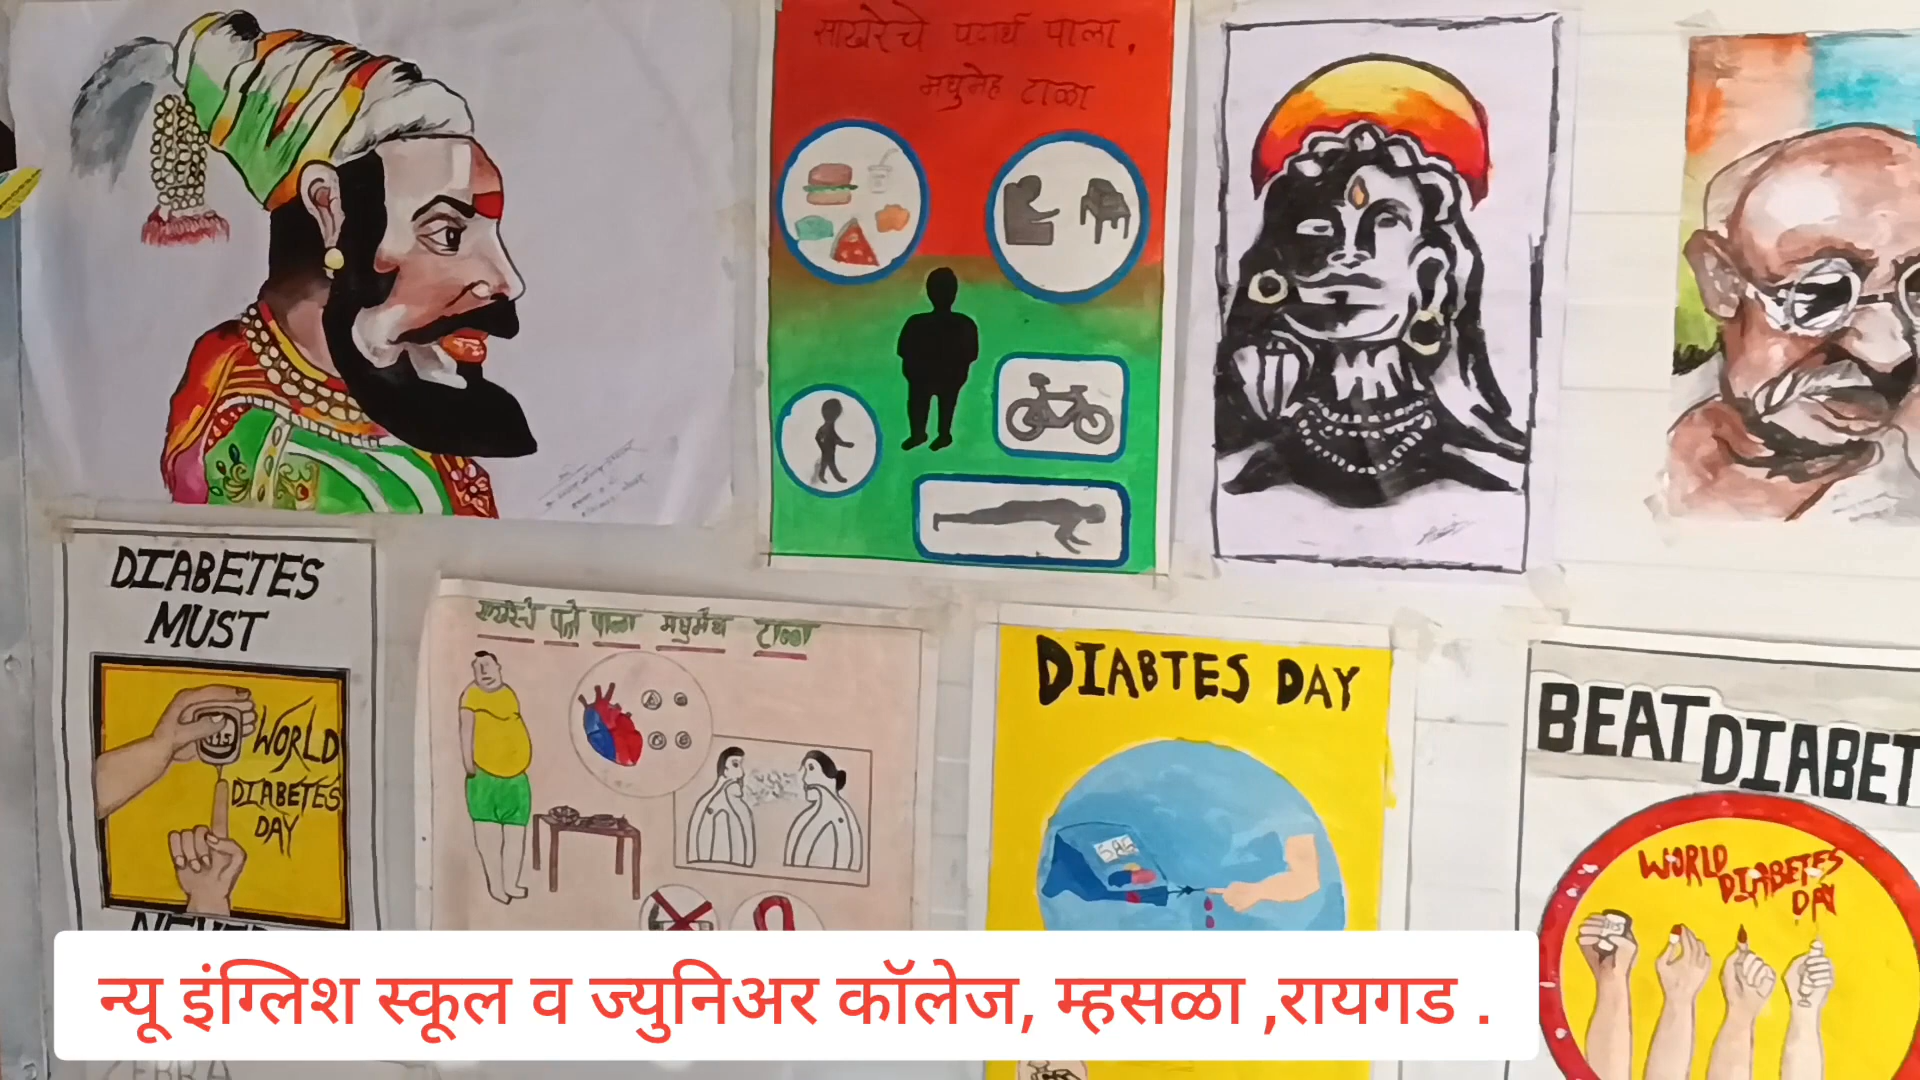 साखरेचे पदार्थ पाळा,
मधुमेह टाळा
DIABETES
MUST
WORLD
DIABETES
DAY
पाळा मधुमेह टाळा
DIABTES DAY
BEAT DIABET
WORLD
DIABETES
DAY
न्यू इंग्लिश स्कूल व ज्युनिअर कॉलेज, म्हसळा ,रायगड .
ZEBRA